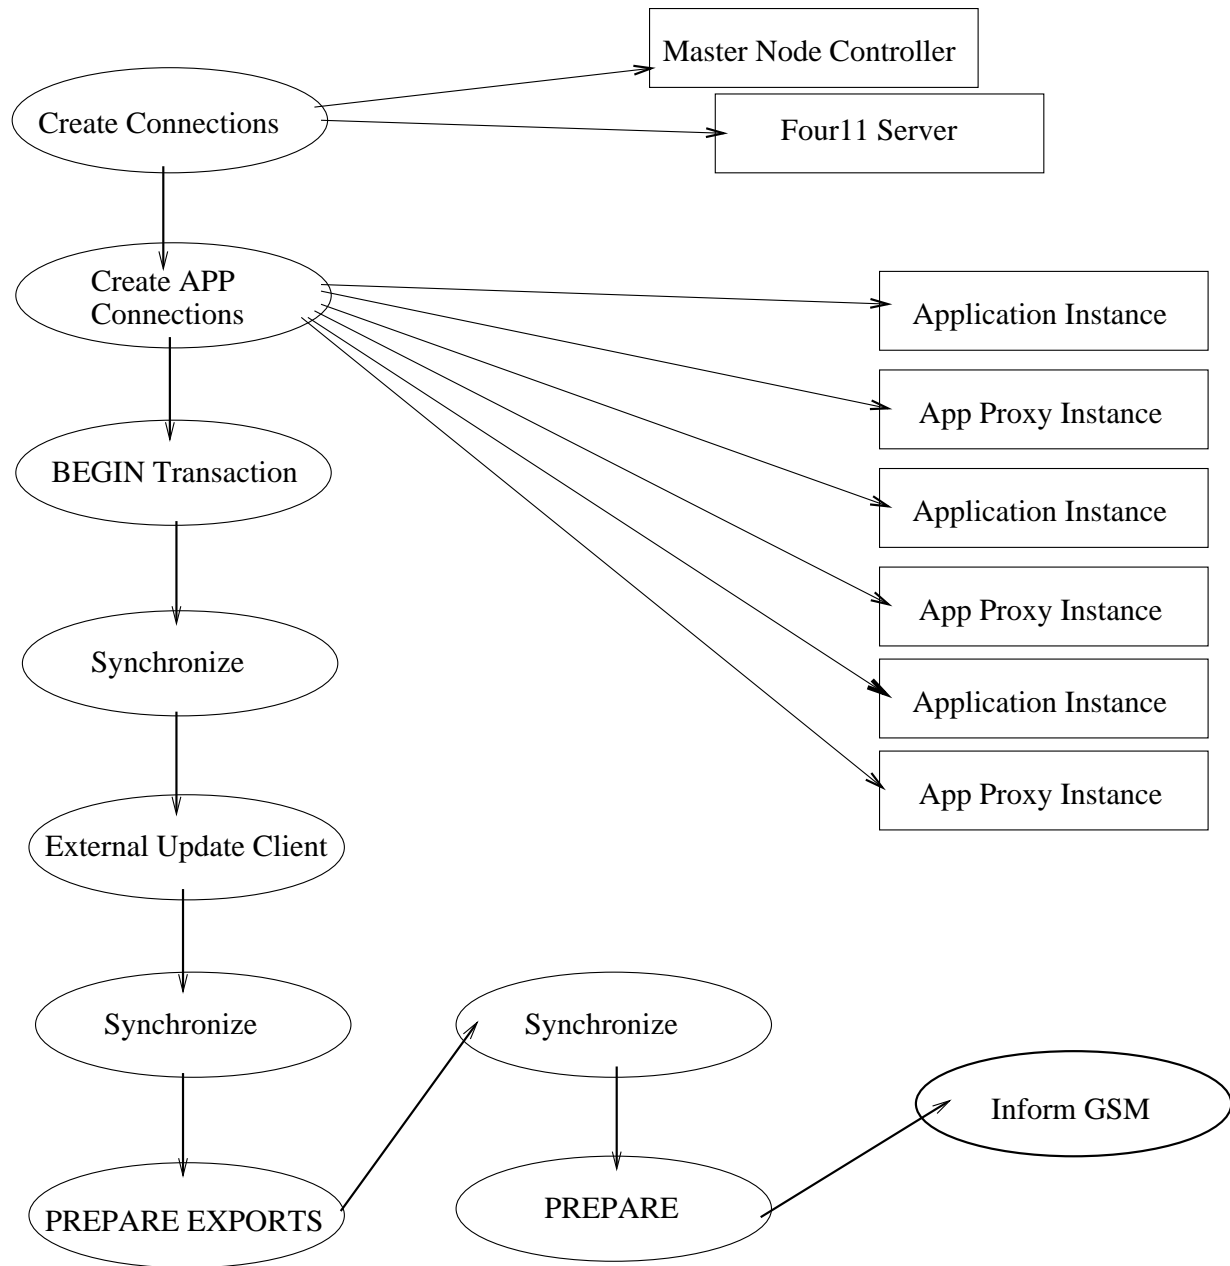 Master Node Controller
Create Connections
Four11 Server
Create APP
Connections
Application Instance
App Proxy Instance
BEGIN Transaction
Application Instance
App Proxy Instance
Synchronize
Application Instance
App Proxy Instance
External Update Client
Synchronize
Synchronize
Inform GSM
PREPARE EXPORTS
PREPARE